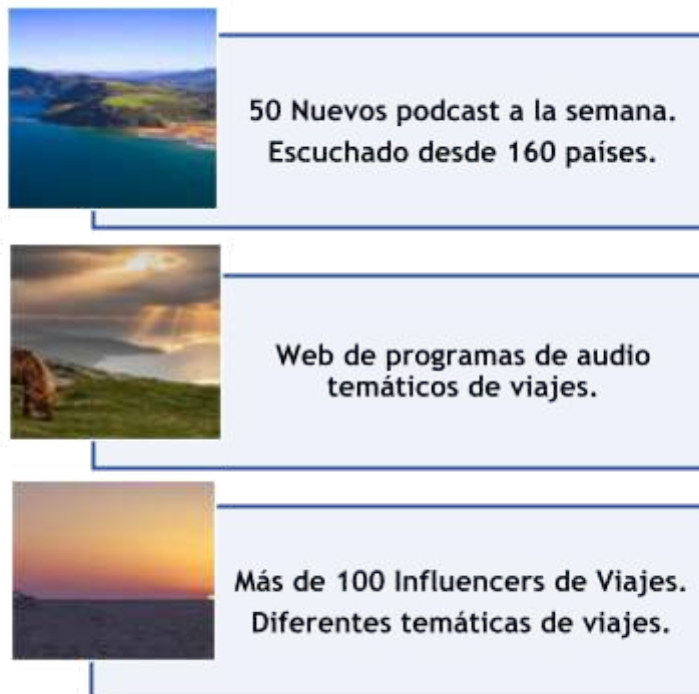 50 Nuevos podcast a la semana.
Escuchado desde 160 países.
Web de programas de audio
temáticos de viajes.
Más de 100 Influencers de Viajes.
Diferentes temáticas de viajes.